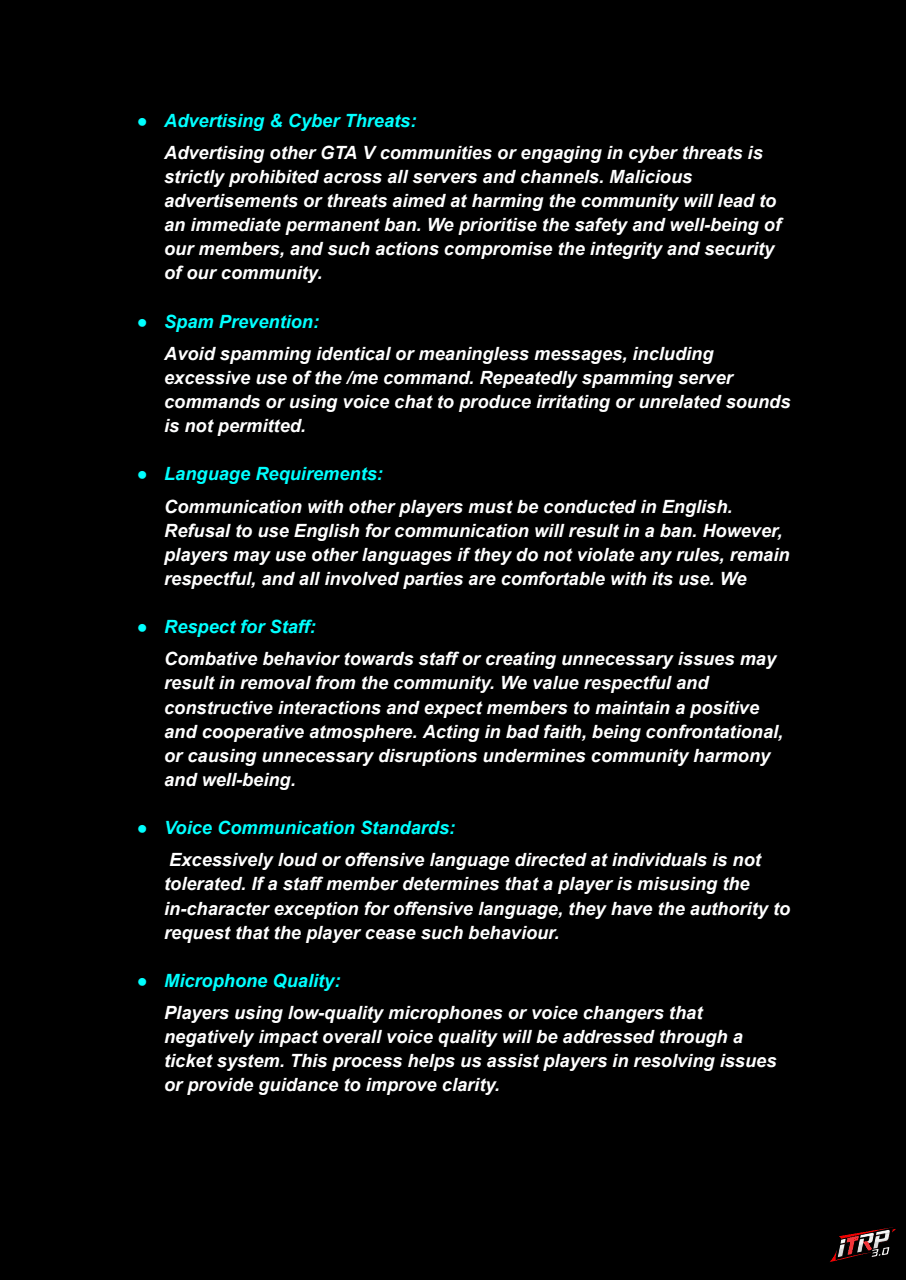 ● Advertising & Cyber Threats:
Advertising other GTA V communities or engaging in cyber threats is
strictly prohibited across all servers and channels. Malicious
advertisements or threats aimed at harming the community will lead to
an immediate permanent ban. We prioritise the safety and well-being of
our members, and such actions compromise the integrity and security
of our community.
● Spam Prevention:
Avoid spamming identical or meaningless messages, including
excessive use of the /me command. Repeatedly spamming server
commands or using voice chat to produce irritating or unrelated sounds
is not permitted.
● Language Requirements:
Communication with other players must be conducted in English.
Refusal to use English for communication will result in a ban. However,
players may use other languages if they do not violate any rules, remain
respectful, and all involved parties are comfortable with its use. We
● Respect for Staff:
Combative behavior towards staff or creating unnecessary issues may
result in removal from the community. We value respectful and
constructive interactions and expect members to maintain a positive
and cooperative atmosphere. Acting in bad faith, being confrontational,
or causing unnecessary disruptions undermines community harmony
and well-being.
● Voice Communication Standards:
Excessively loud or offensive language directed at individuals is not
tolerated. If a staff member determines that a player is misusing the
in-character exception for offensive language, they have the authority to
request that the player cease such behaviour.
● Microphone Quality:
Players using low-quality microphones or voice changers that
negatively impact overall voice quality will be addressed through a
ticket system. This process helps us assist players in resolving issues
or provide guidance to improve clarity.
iTRP
3.0